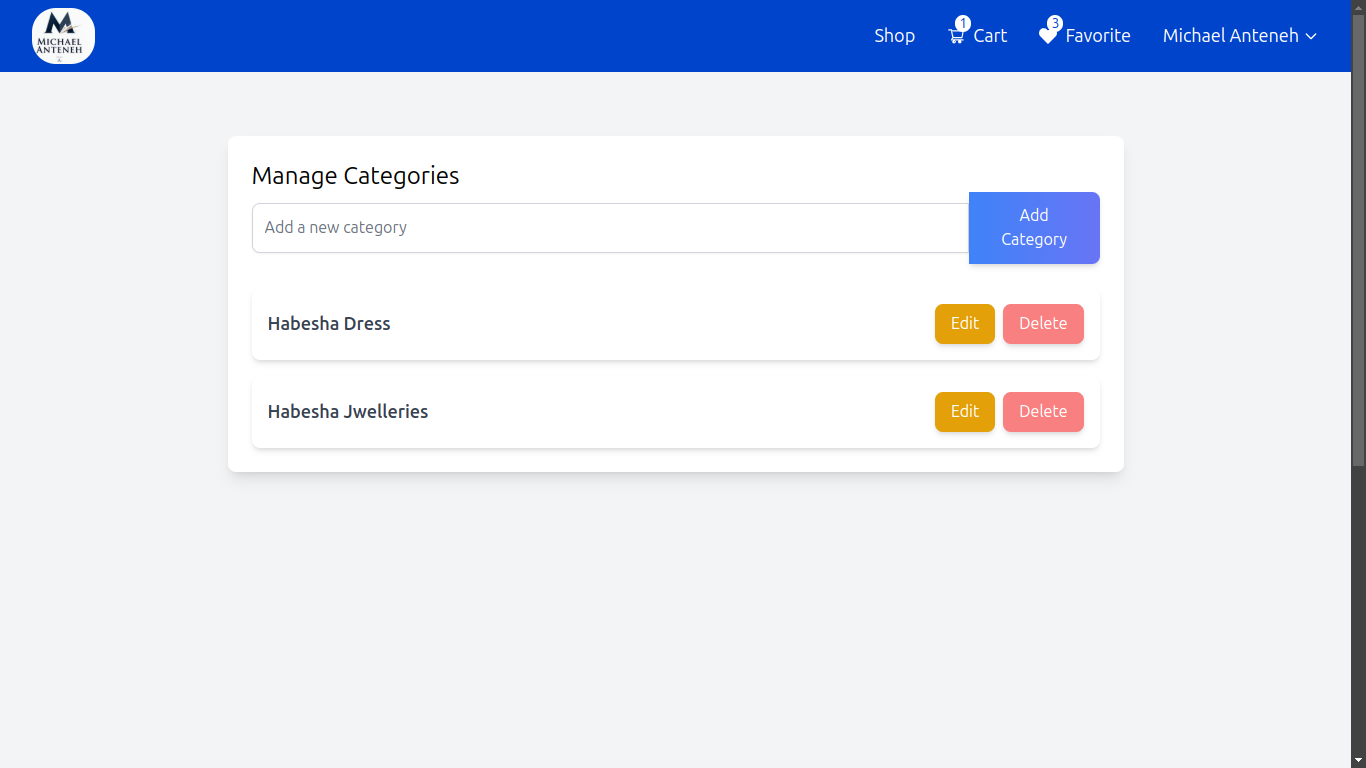 MICHAEL
ANTENEH
Shop
1
Cart
3
Favorite
Michael Anteneh
Manage Categories
Add a new category
Add
Category
Habesha Dress
Edit
Delete
Habesha Jwelleries
Edit
Delete